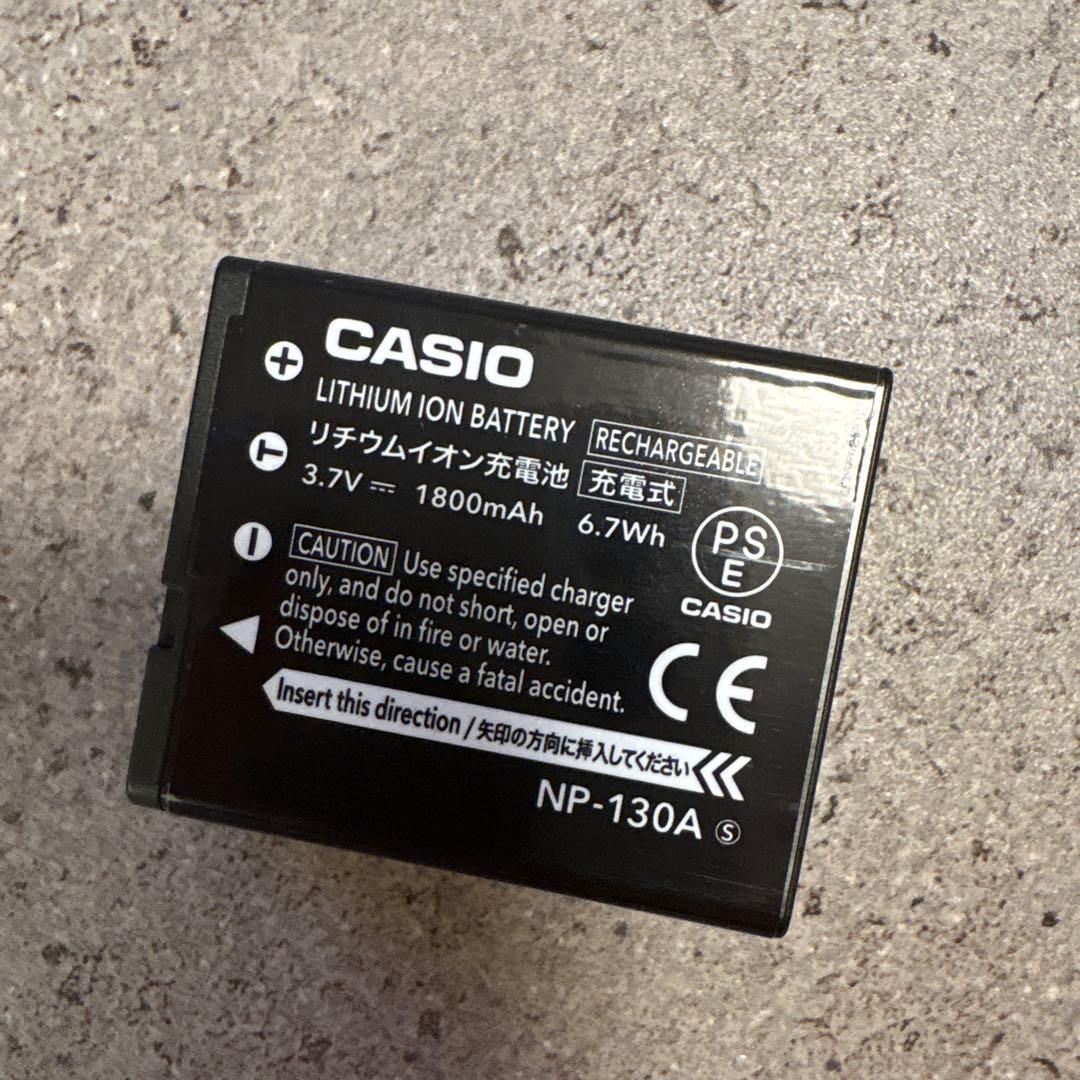 CASIO
LITHIUM ION BATTERY RECHARGEABLE
リチウムイオン充電池 充電式
3.7V 1800mAh 6.7Wh
PS
E
CASIO
+
T
-
CAUTION Use specified charger
only, and do not short, open or
dispose of in fire or water.
Otherwise, cause a fatal accident.
CE
Insert this direction / 矢印の方向に挿入してください
NP-130A Ⓢ